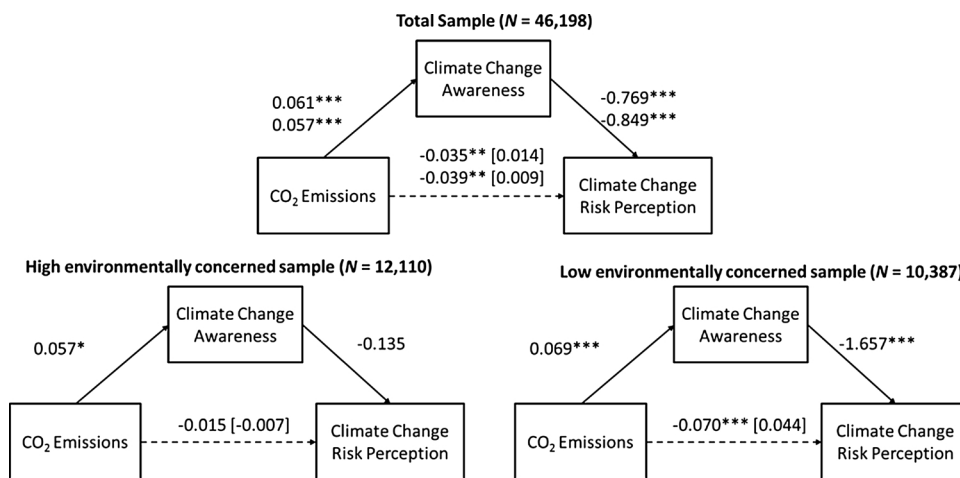 Total Sample (N = 46,198)
Climate Change
Awareness
0.061***
0.057***
-0.769***
-0.849***
-0.035** [0.014]
-0.039** [0.009]
CO₂ Emissions
Climate Change
Risk Perception
High environmentally concerned sample (N = 12,110)
Climate Change
Awareness
0.057*
-0.135
-0.015 [-0.007]
CO₂ Emissions
Climate Change
Risk Perception
Low environmentally concerned sample (N = 10,387)
Climate Change
Awareness
0.069***
-1.657***
-0.070*** [0.044]
CO₂ Emissions
Climate Change
Risk Perception